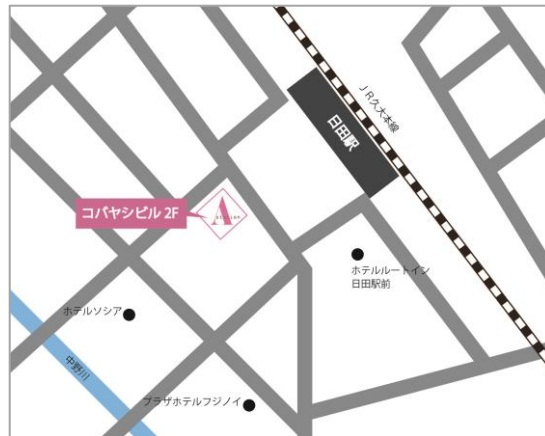 JR久大本線
日田駅
コバヤシビル 2F
A
ホテルルートイン
日田駅前
ホテルソシア
中野川
プラザホテルフジノイ